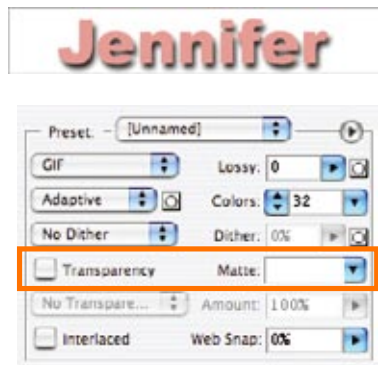 Jennifer
Preset: [Unnamed]
GIF Lossy: 0
Adaptive Colors: 32
No Dither Dither: 0%
Transparency Matte:
No Transpare... Amount: 100%
Interlaced Web Snap: 0%